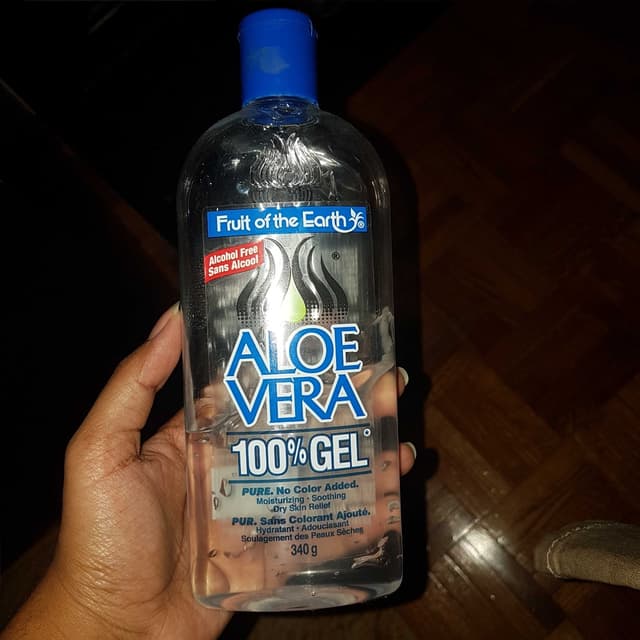 Fruit of the Earth®
Alcohol Free
Sans Alcool
®
ALOE
VERA
100% GEL°
PURE. No Color Added.
Moisturizing - Soothing
Dry Skin Relief
PUR. Sans Colorant Ajouté.
Hydratant - Adoucissant
Soulagement des Peaux Sèches
340 g